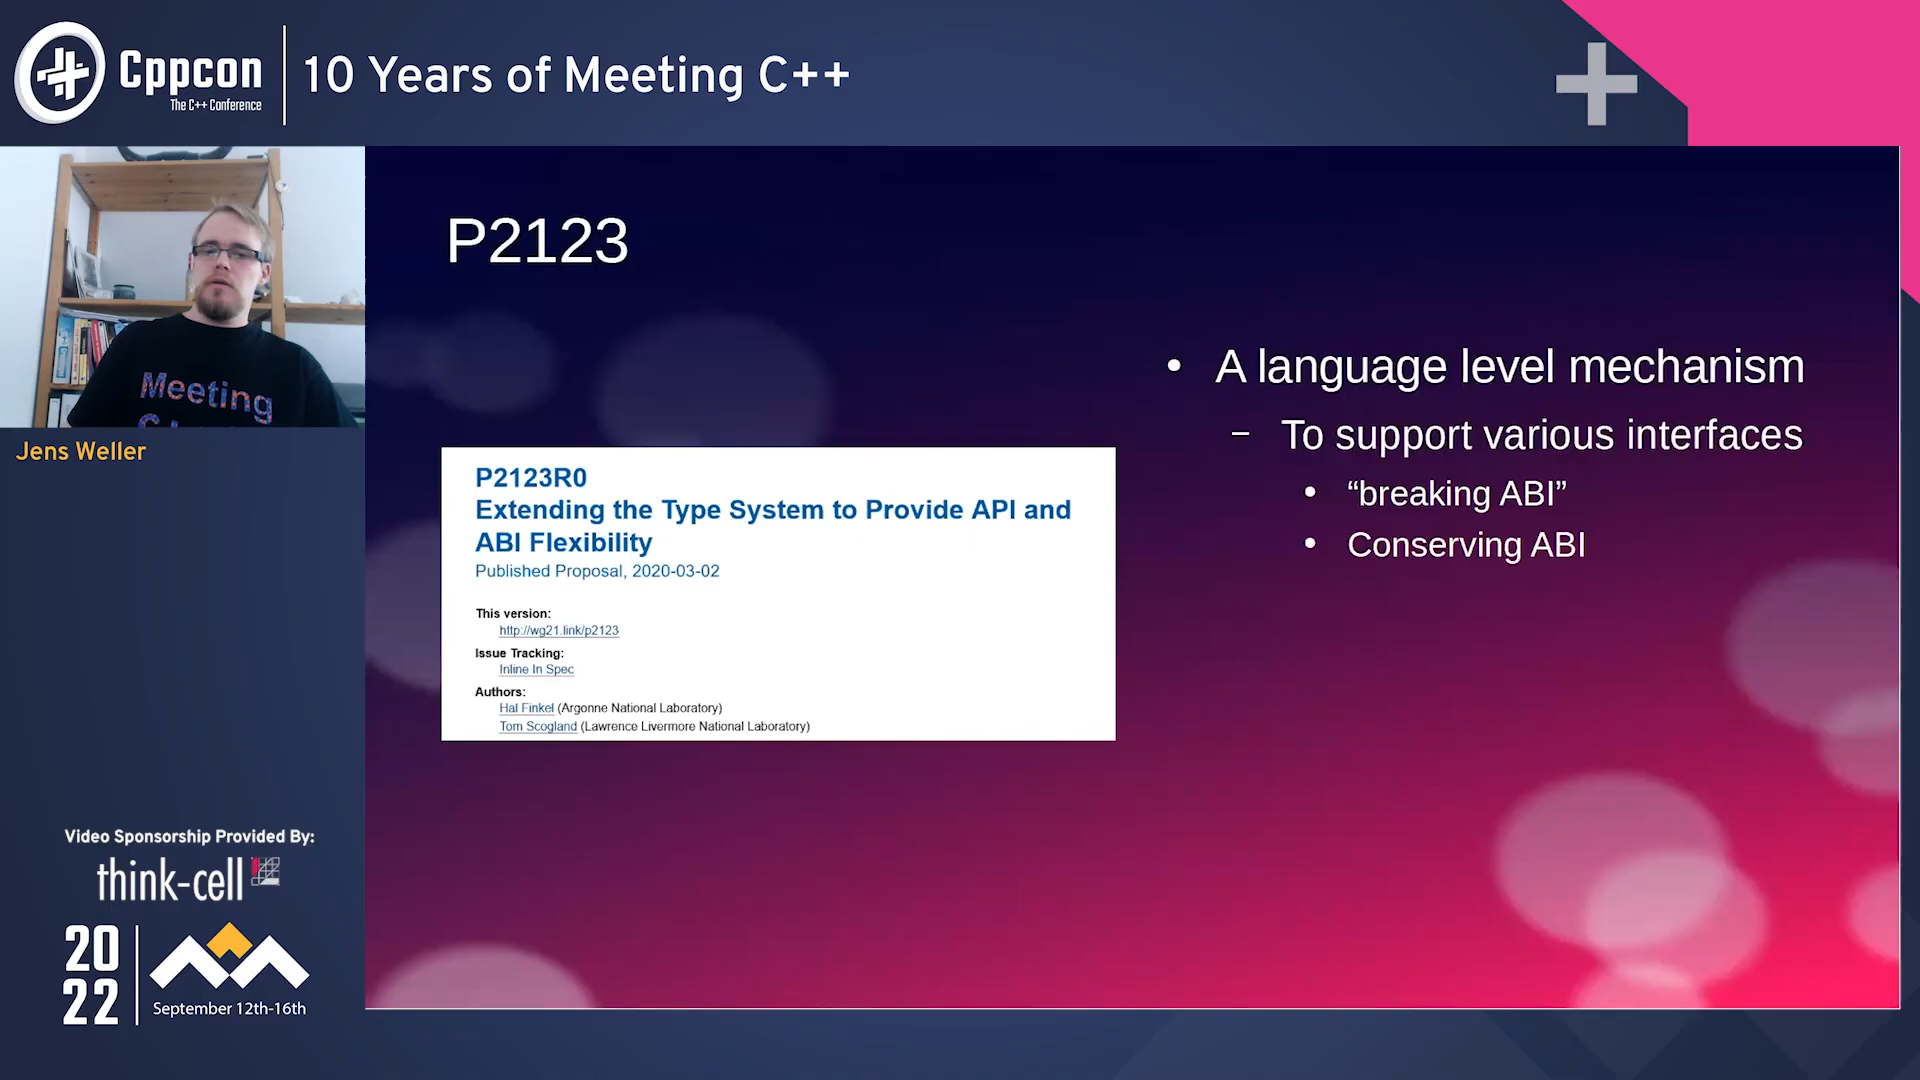 Cppcon
The C++ Conference
10 Years of Meeting C++
Meeting
Jens Weller
P2123
P2123R0
Extending the Type System to Provide API and
ABI Flexibility
Published Proposal, 2020-03-02
This version:
http://wg21.link/p2123
Issue Tracking:
Inline In Spec
Authors:
Hal Finkel (Argonne National Laboratory)
Tom Scogland (Lawrence Livermore National Laboratory)
• A language level mechanism
– To support various interfaces
• “breaking ABI”
• Conserving ABI
Video Sponsorship Provided By:
think-cell
20
22
September 12th-16th